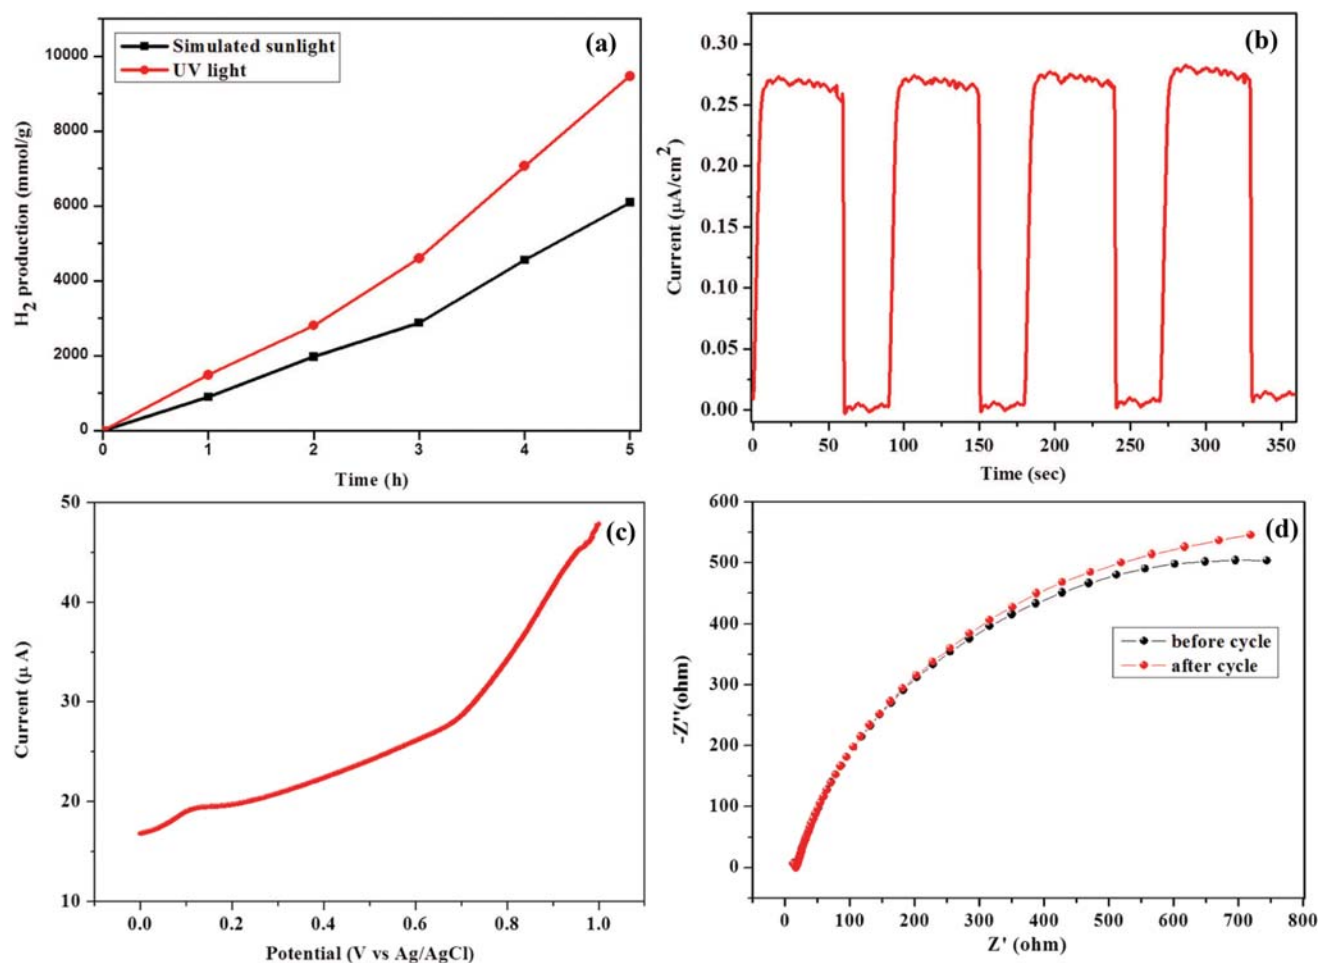 (a)
Simulated sunlight
UV light
H2 production (mmol/g)
10000
8000
6000
4000
2000
0
0 1 2 3 4 5
Time (h)
(b)
Current (μA/cm2)
0.30
0.25
0.20
0.15
0.10
0.05
0.00
0 50 100 150 200 250 300 350
Time (sec)
(c)
Current (μ A)
50
40
30
20
10
0.0 0.2 0.4 0.6 0.8 1.0
Potential (V vs Ag/AgCl)
(d)
-Z''(ohm)
600
500
400
300
200
100
0
before cycle
after cycle
0 100 200 300 400 500 600 700 800
Z' (ohm)